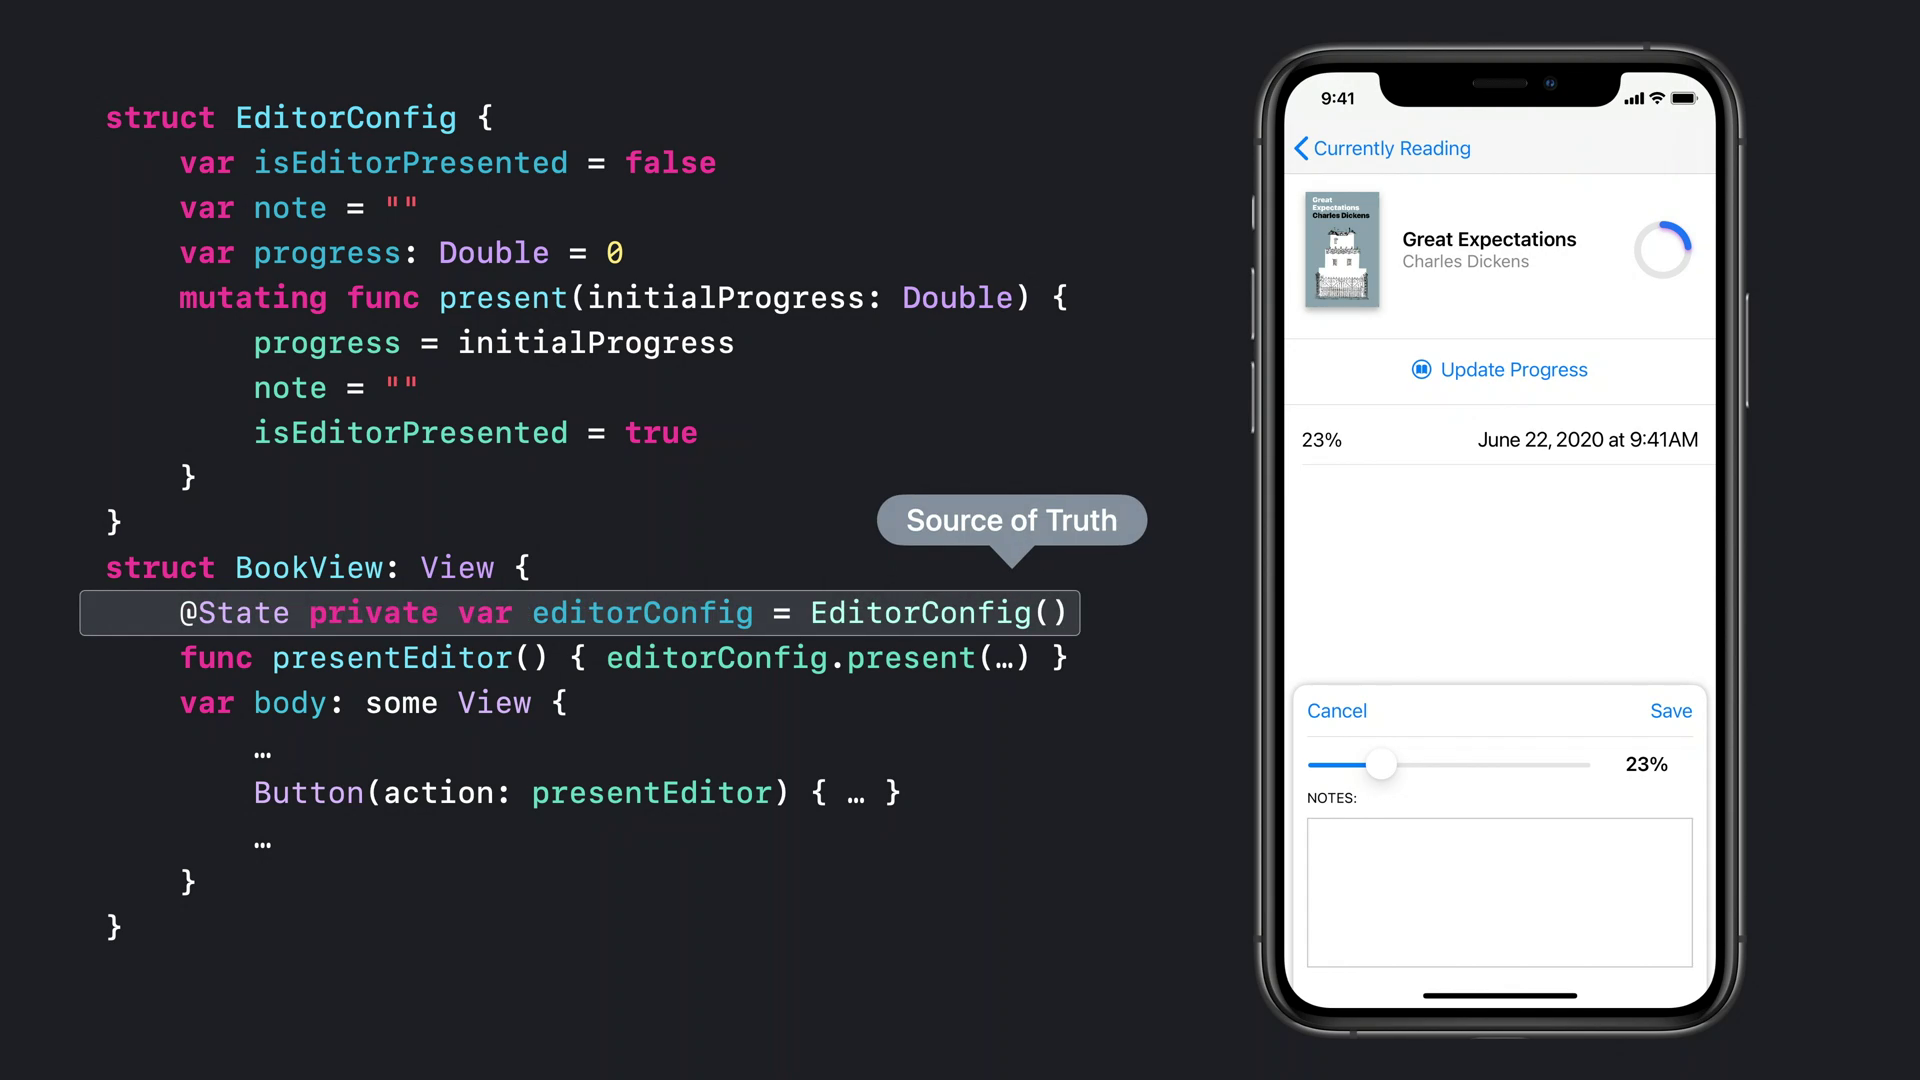 struct EditorConfig {
var isEditorPresented = false
var note = ""
var progress: Double = 0
mutating func present(initialProgress: Double) {
progress = initialProgress
note = ""
isEditorPresented = true
}
}
Source of Truth
struct BookView: View {
@State private var editorConfig = EditorConfig()
func presentEditor() { editorConfig.present(…) }
var body: some View {
…
Button(action: presentEditor) { … }
…
}
}
9:41
Currently Reading
Great
Expectations
Charles Dickens
Great Expectations
Charles Dickens
Update Progress
23% June 22, 2020 at 9:41AM
Cancel Save
23%
NOTES: